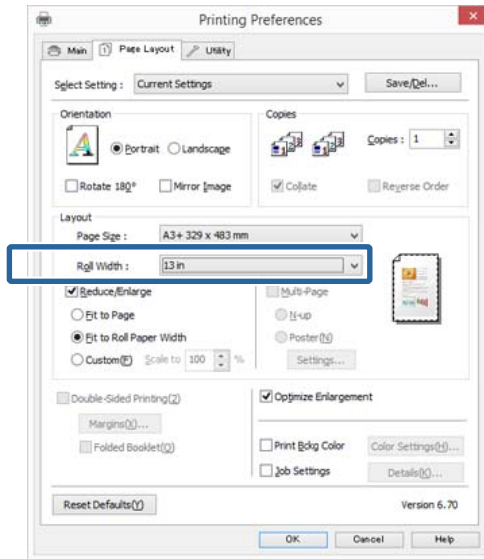 Printing Preferences
Main Page Layout Utility
Select Setting : Current Settings Save/Del...
Orientation Copies
Portrait Landscape Copies : 1
Rotate 180° Mirror Image Collate Reverse Order
Layout
Page Size : A3+ 329 x 483 mm
Roll Width : 13 in
Reduce/Enlarge Multi-Page
Fit to Page N-up
Fit to Roll Paper Width Poster(N)
Custom(F) Scale to 100 % Settings...
Double-Sided Printing(2) Optimize Enlargement
Margins(X)...
Folded Booklet(O) Print Bckg Color Color Settings(H)...
Job Settings Details(K)...
Reset Defaults(Y) Version 6.70
OK Cancel Help